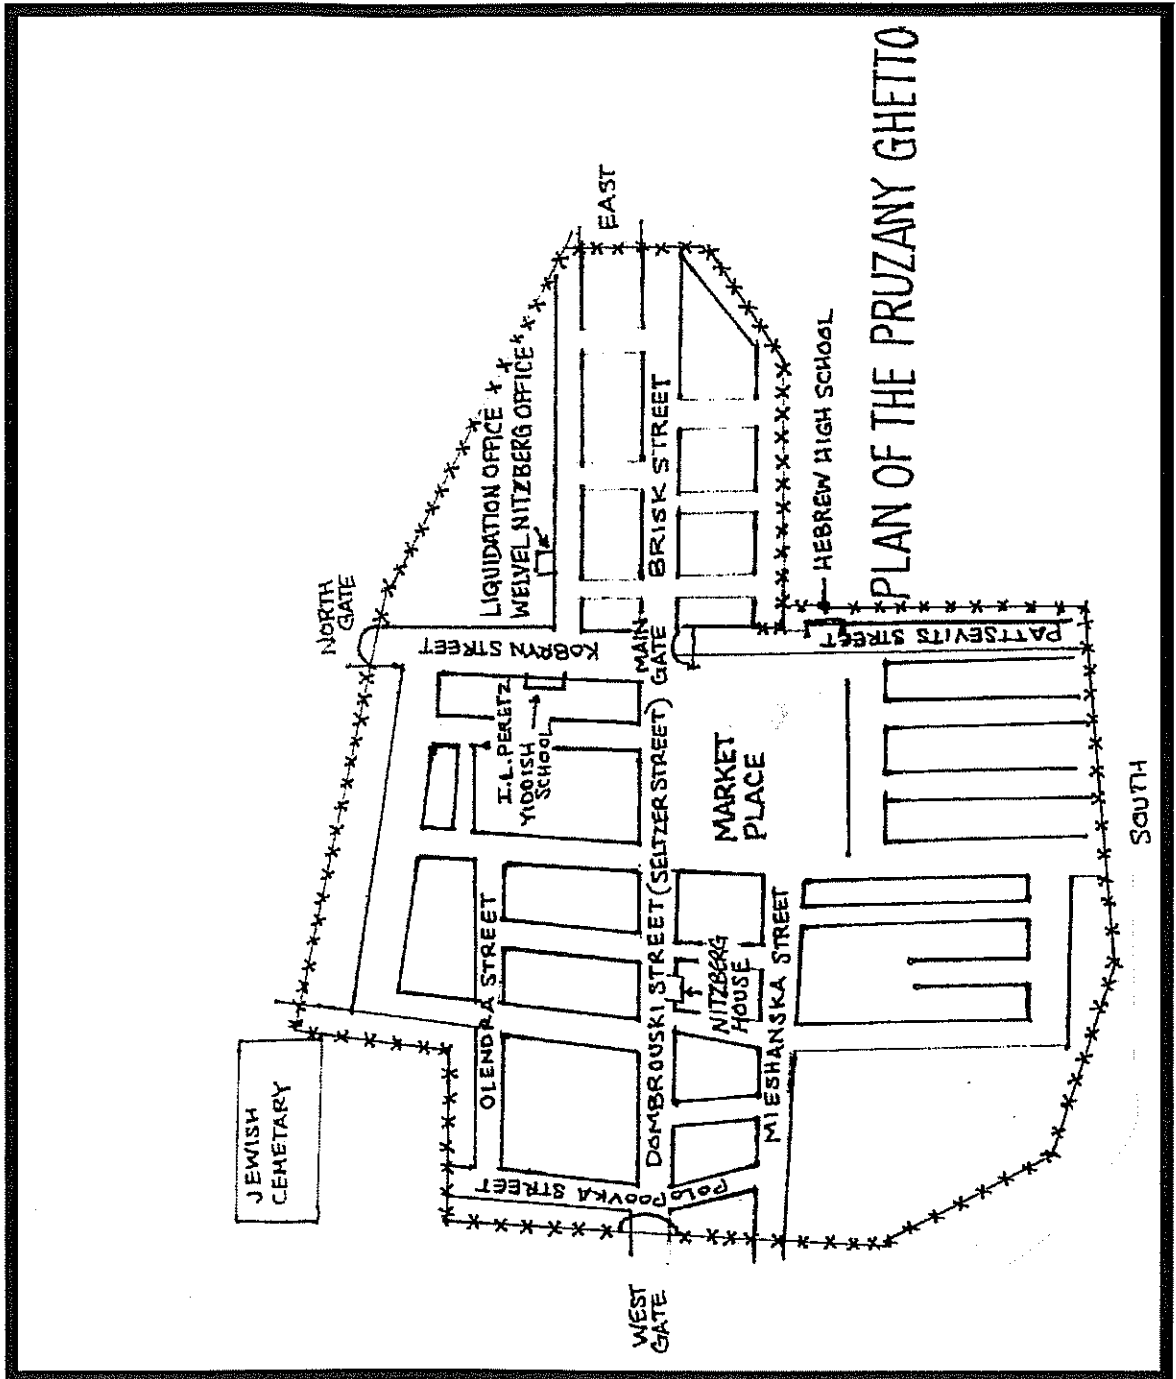 JEWISH
CEMETARY
NORTH
GATE
LIQUIDATION OFFICE
WELVEL NITZBERG OFFICE
EAST
OLENDRA STREET
I.L.PERETZ
YIDDISH
SCHOOL
KOBRYN STREET
POLO POOVKA STREET
WEST
GATE
DOMBROUSKI STREET (SELTZER STREET)
MAIN
GATE
BRISK STREET
NITZBERG
HOUSE
MARKET
PLACE
MIESHANSKA STREET
HEBREW HIGH SCHOOL
PATTSEVITS STREET
PLAN OF THE PRUZANY GHETTO
SOUTH